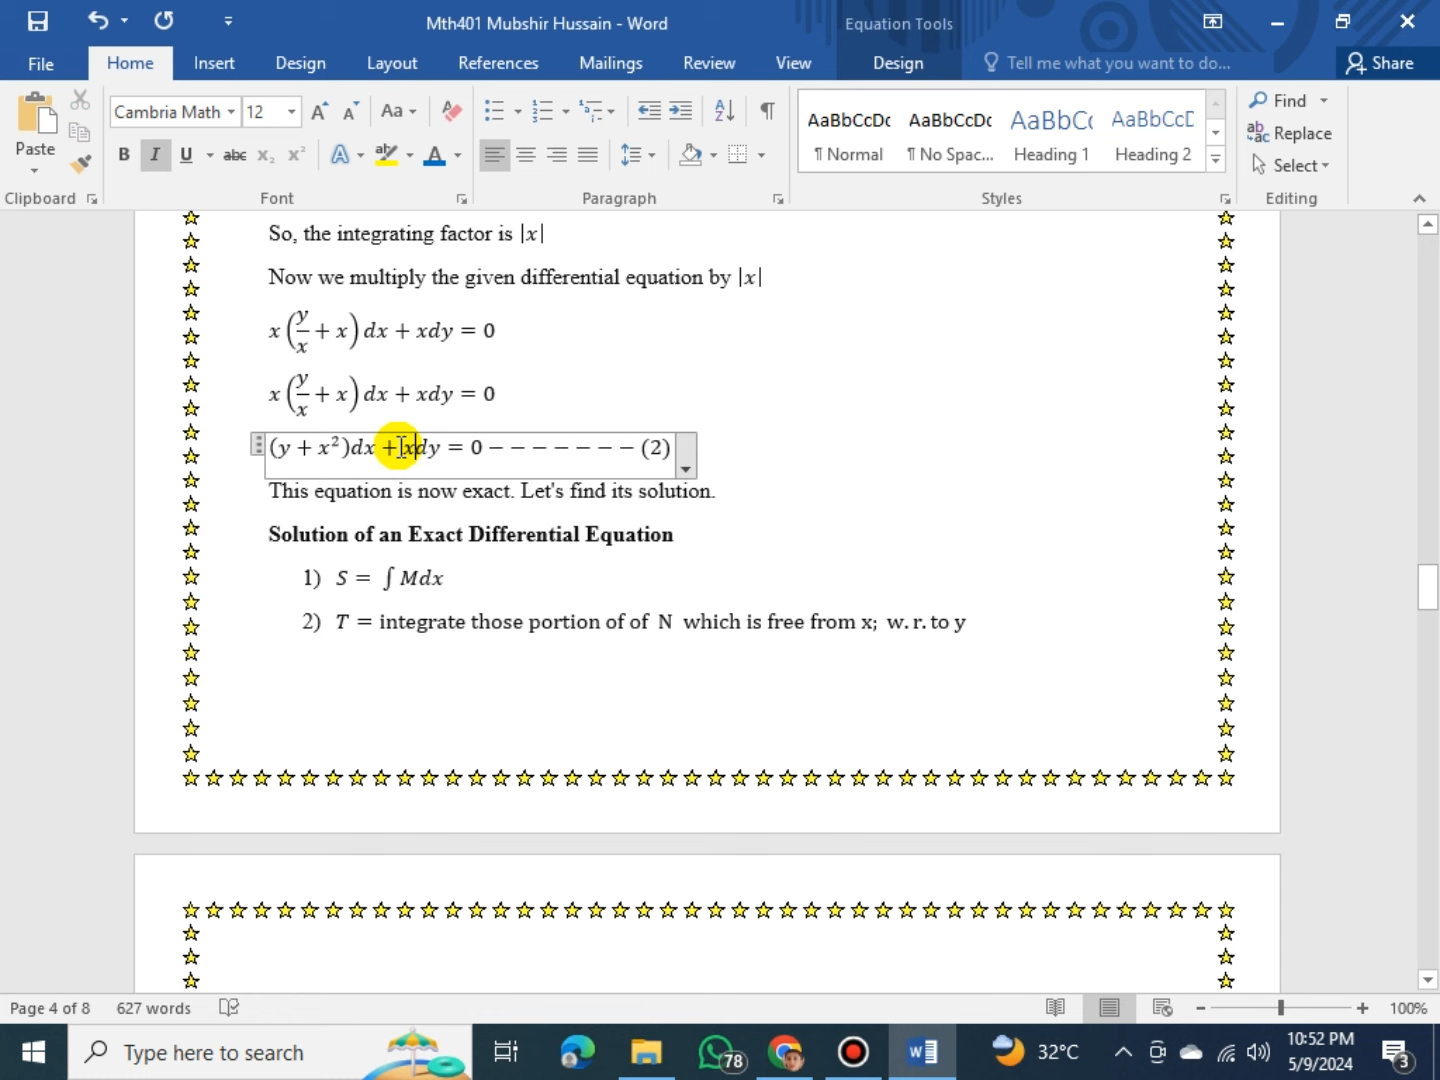 Mth401 Mubshir Hussain - Word
Equation Tools
File Home Insert Design Layout References Mailings Review View Design Tell me what you want to do... Share
Paste Cambria Math 12 Aa
AaBbCcDc AaBbCcDc AaBbCc AaBbCcD
¶ Normal ¶ No Spac... Heading 1 Heading 2
Find
Replace
Select
B I U abc x₂ x² A ab A
Clipboard Font Paragraph Styles Editing
So, the integrating factor is |x|
Now we multiply the given differential equation by |x|
x(y/x + x)dx + xdy = 0
x(y/x + x)dx + xdy = 0
(y + x²)dx + xdy = 0 − − − − − − − (2)
This equation is now exact. Let's find its solution.
Solution of an Exact Differential Equation
1) S = ∫ Mdx
2) T = integrate those portion of of N which is free from x; w. r. to y
Page 4 of 8 627 words 100%
Type here to search 78 32°C 10:52 PM
5/9/2024 3